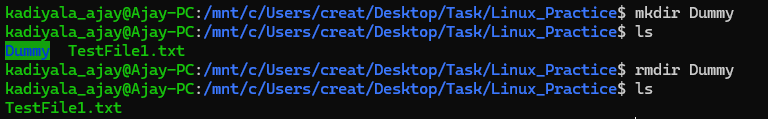 kadiyala_ajay@Ajay-PC:/mnt/c/Users/creat/Desktop/Task/Linux_Practice$ mkdir Dummy
kadiyala_ajay@Ajay-PC:/mnt/c/Users/creat/Desktop/Task/Linux_Practice$ ls
Dummy  TestFile1.txt
kadiyala_ajay@Ajay-PC:/mnt/c/Users/creat/Desktop/Task/Linux_Practice$ rmdir Dummy
kadiyala_ajay@Ajay-PC:/mnt/c/Users/creat/Desktop/Task/Linux_Practice$ ls
TestFile1.txt